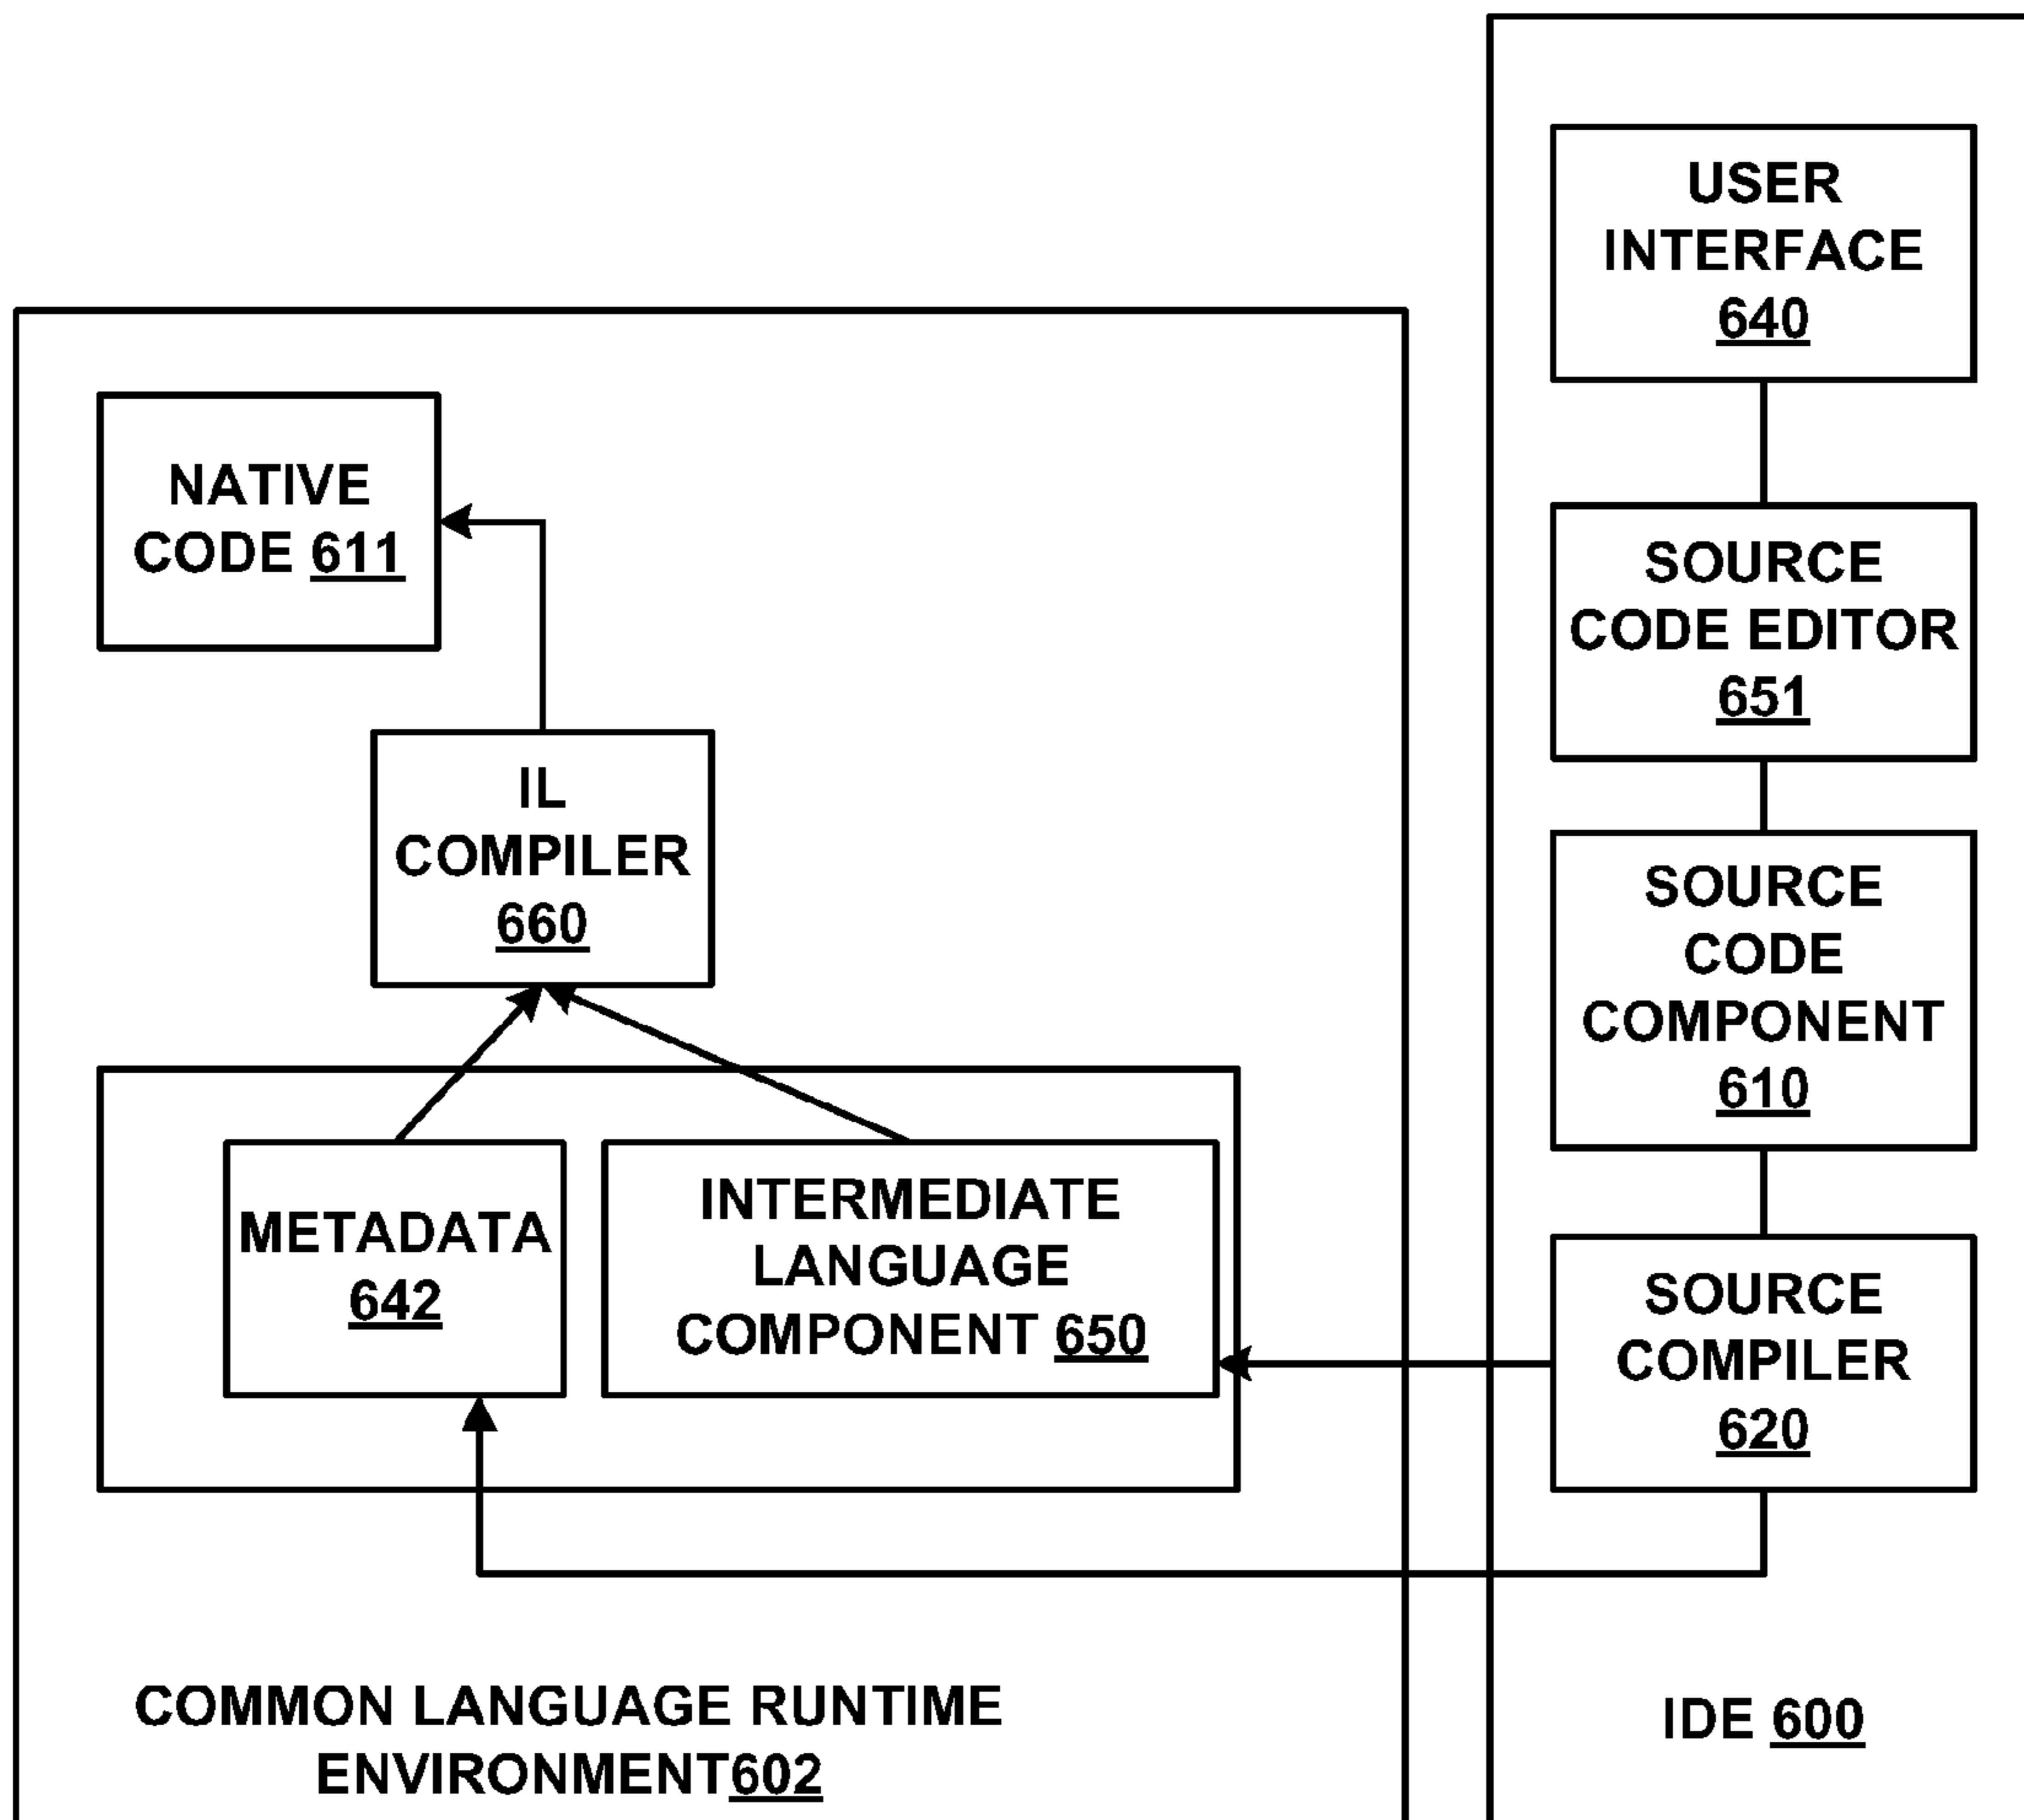 USER
INTERFACE
640
NATIVE
CODE 611
SOURCE
CODE EDITOR
651
IL
COMPILER
660
SOURCE
CODE
COMPONENT
610
METADATA
642
INTERMEDIATE
LANGUAGE
COMPONENT 650
SOURCE
COMPILER
620
COMMON LANGUAGE RUNTIME
ENVIRONMENT602
IDE 600